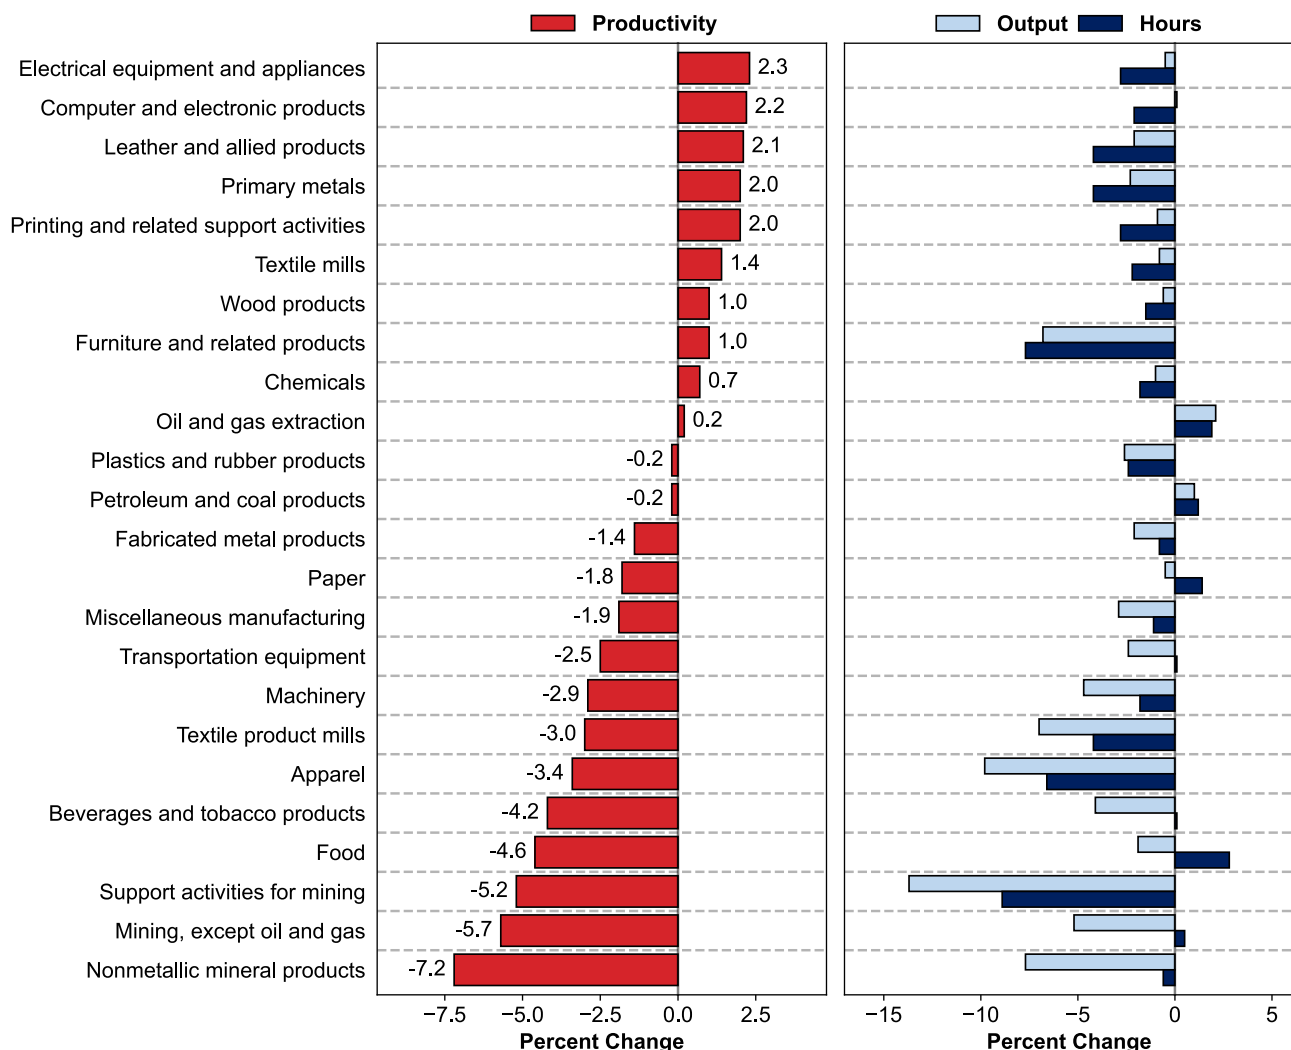 Productivity
Output Hours
Electrical equipment and appliances 2.3
Computer and electronic products 2.2
Leather and allied products 2.1
Primary metals 2.0
Printing and related support activities 2.0
Textile mills 1.4
Wood products 1.0
Furniture and related products 1.0
Chemicals 0.7
Oil and gas extraction 0.2
Plastics and rubber products -0.2
Petroleum and coal products -0.2
Fabricated metal products -1.4
Paper -1.8
Miscellaneous manufacturing -1.9
Transportation equipment -2.5
Machinery -2.9
Textile product mills -3.0
Apparel -3.4
Beverages and tobacco products -4.2
Food -4.6
Support activities for mining -5.2
Mining, except oil and gas -5.7
Nonmetallic mineral products -7.2
−7.5 −5.0 −2.5 0.0 2.5
Percent Change
−15 −10 −5 0 5
Percent Change